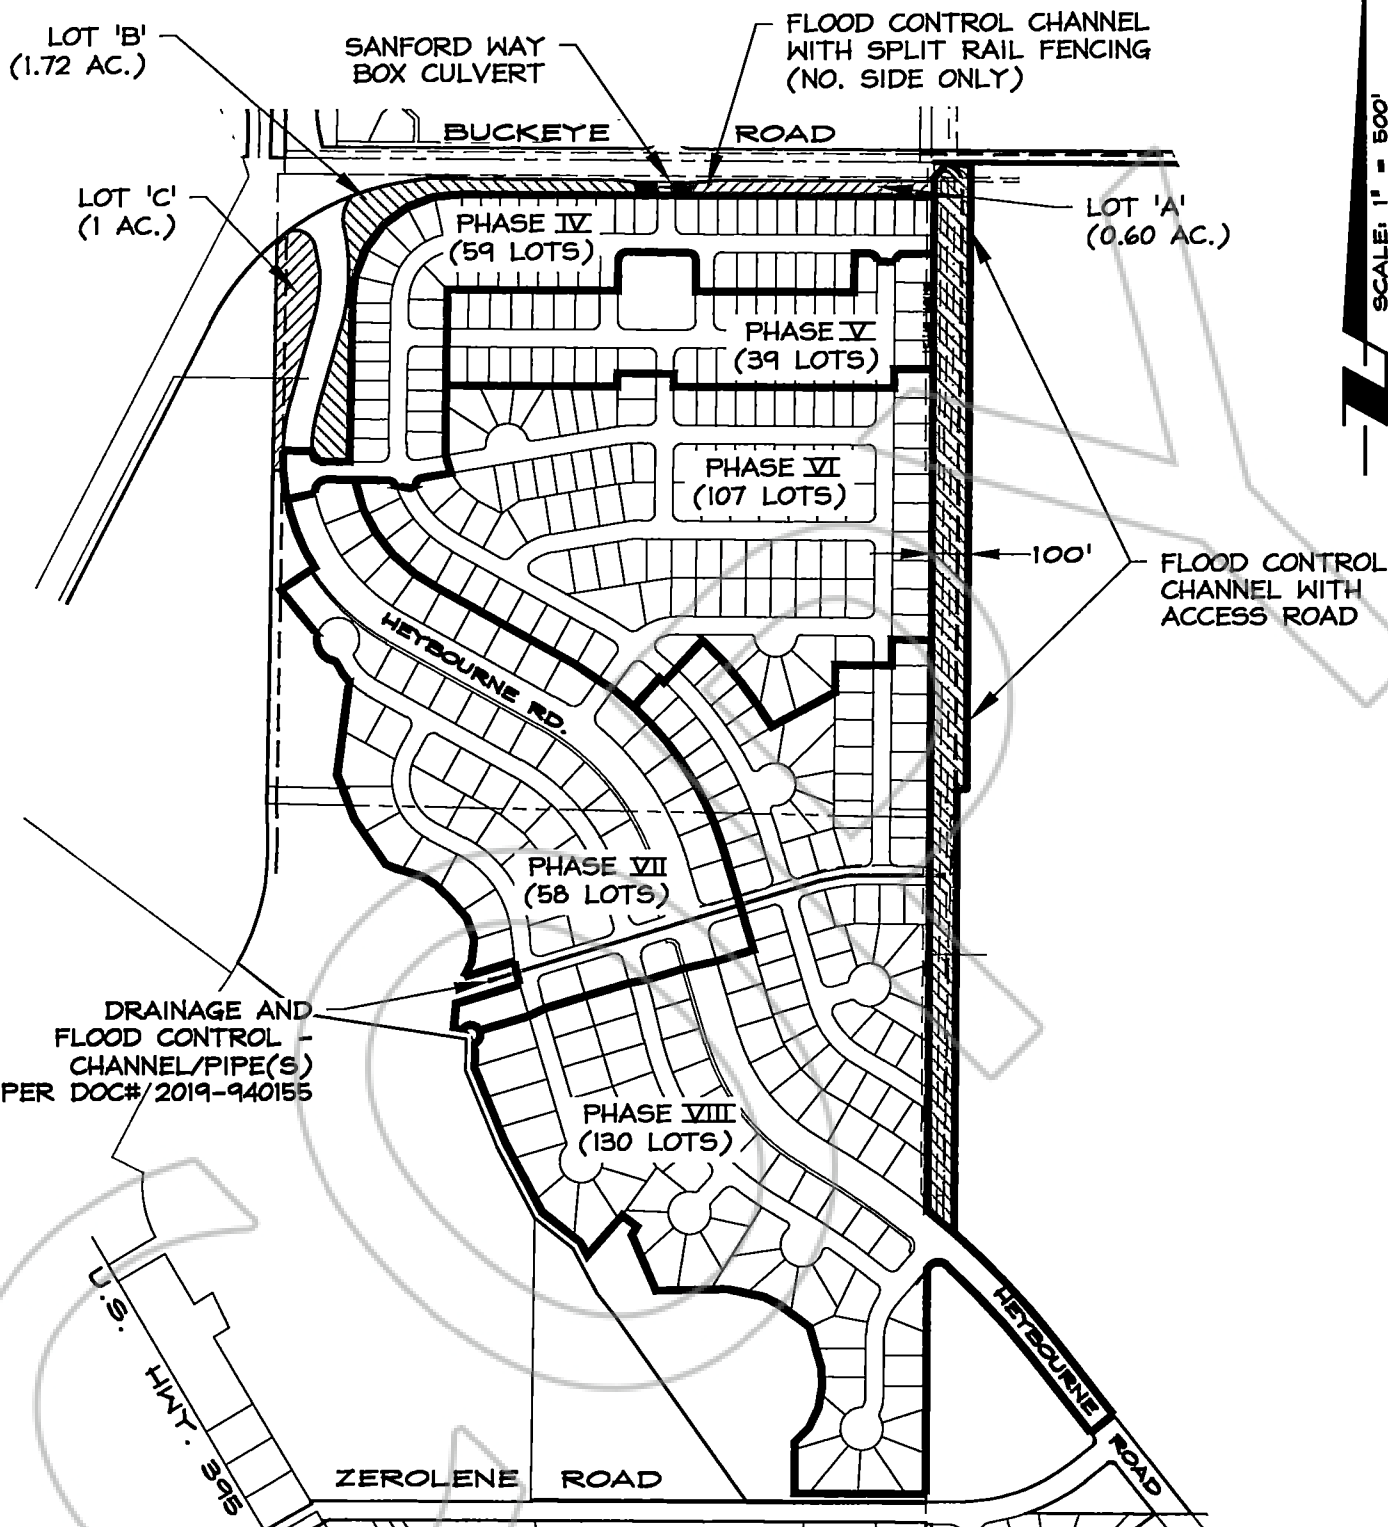 LOT 'B'
(1.72 AC.)
SANFORD WAY
BOX CULVERT
FLOOD CONTROL CHANNEL
WITH SPLIT RAIL FENCING
(NO. SIDE ONLY)
BUCKEYE ROAD
SCALE: 1" = 500'
LOT 'C'
(1 AC.)
LOT 'A'
(0.60 AC.)
PHASE IV
(59 LOTS)
PHASE V
(39 LOTS)
PHASE VI
(107 LOTS)
100'
FLOOD CONTROL
CHANNEL WITH
ACCESS ROAD
HEYBOURNE RD.
PHASE VII
(58 LOTS)
DRAINAGE AND
FLOOD CONTROL -
CHANNEL/PIPE(S)
PER DOC# 2019-940155
PHASE VIII
(130 LOTS)
U.S. HWY. 395
HEYBOURNE ROAD
ZEROLENE ROAD
COPY